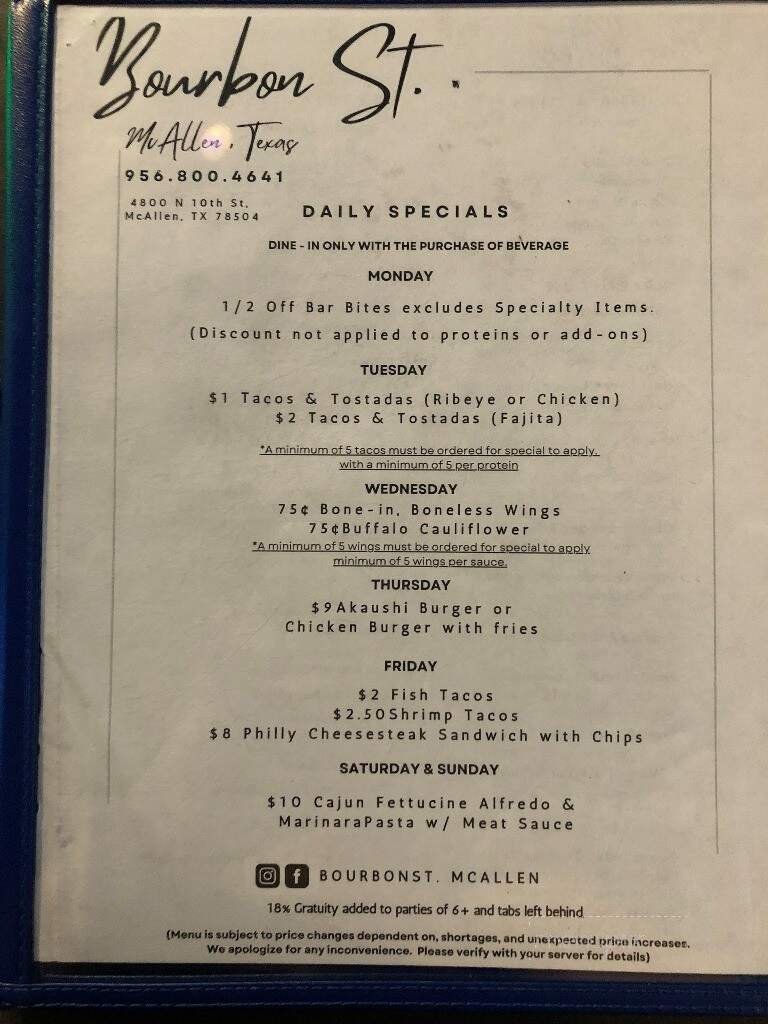 Bourbon St..
McAllen, Texas
956.800.4641
4800 N 10th St,
McAllen, TX 78504
DAILY SPECIALS
DINE - IN ONLY WITH THE PURCHASE OF BEVERAGE
MONDAY
1/2 Off Bar Bites excludes Specialty Items.
(Discount not applied to proteins or add-ons)
TUESDAY
$1 Tacos & Tostadas (Ribeye or Chicken)
$2 Tacos & Tostadas (Fajita)
*A minimum of 5 tacos must be ordered for special to apply,
with a minimum of 5 per protein
WEDNESDAY
75¢ Bone-in, Boneless Wings
75¢Buffalo Cauliflower
*A minimum of 5 wings must be ordered for special to apply
minimum of 5 wings per sauce.
THURSDAY
$9Akaushi Burger or
Chicken Burger with fries
FRIDAY
$2 Fish Tacos
$2.50Shrimp Tacos
$8 Philly Cheesesteak Sandwich with Chips
SATURDAY & SUNDAY
$10 Cajun Fettucine Alfredo &
MarinaraPasta w/ Meat Sauce
BOURBONST. MCALLEN
18% Gratuity added to parties of 6+ and tabs left behind
(Menu is subject to price changes dependent on, shortages, and unexpected price increases.
We apologize for any inconvenience. Please verify with your server for details)